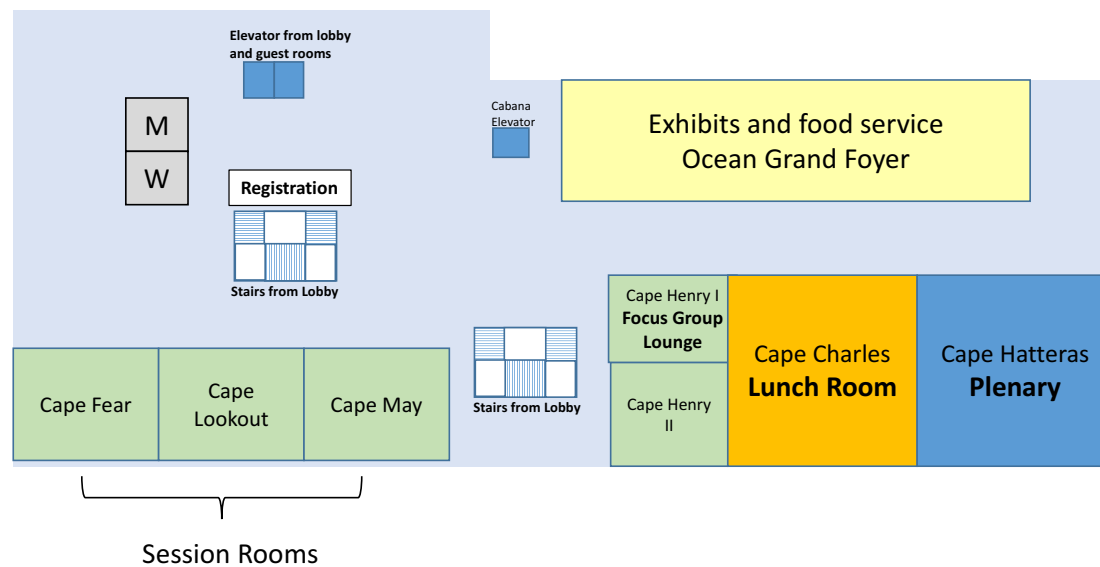 Elevator from lobby
and guest rooms
M
W
Registration
Stairs from Lobby
Cabana
Elevator
Exhibits and food service
Ocean Grand Foyer
Cape Fear
Cape
Lookout
Cape May
Stairs from Lobby
Cape Henry I
Focus Group
Lounge
Cape Henry
II
Cape Charles
Lunch Room
Cape Hatteras
Plenary
Session Rooms